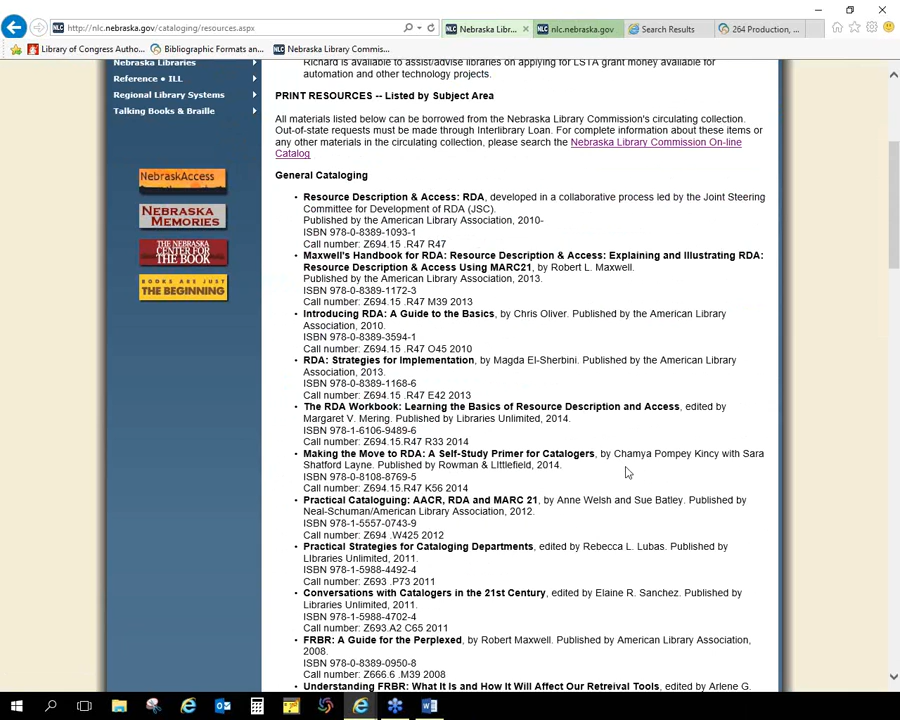 http://nlc.nebraska.gov/cataloging/resources.aspx
Nebraska Librar...
nlc.nebraska.gov
Search Results
264 Production, ...
Library of Congress Autho...
Bibliographic Formats an...
Nebraska Library Commis...
Nebraska Libraries
Reference • ILL
Regional Library Systems
Talking Books & Braille
NebraskAccess
NEBRASKA
MEMORIES
THE NEBRASKA
CENTER FOR
THE BOOK
BOOKS ARE JUST
THE BEGINNING
Richard is available to assist/advise libraries on applying for LSTA grant money available for
automation and other technology projects.
PRINT RESOURCES -- Listed by Subject Area
All materials listed below can be borrowed from the Nebraska Library Commission's circulating collection.
Out-of-state requests must be made through Interlibrary Loan. For complete information about these items or
any other materials in the circulating collection, please search the Nebraska Library Commission On-line
Catalog
General Cataloging
• Resource Description & Access: RDA, developed in a collaborative process led by the Joint Steering
Committee for Development of RDA (JSC).
Published by the American Library Association, 2010-
ISBN 978-0-8389-1093-1
Call number: Z694.15 .R47 R47
• Maxwell's Handbook for RDA: Resource Description & Access: Explaining and Illustrating RDA:
Resource Description & Access Using MARC21, by Robert L. Maxwell.
Published by the American Library Association, 2013.
ISBN 978-0-8389-1172-3
Call number: Z694.15 .R47 M39 2013
• Introducing RDA: A Guide to the Basics, by Chris Oliver. Published by the American Library
Association, 2010.
ISBN 978-0-8389-3594-1
Call number: Z694.15 .R47 O45 2010
• RDA: Strategies for Implementation, by Magda El-Sherbini. Published by the American Library
Association, 2013.
ISBN 978-0-8389-1168-6
Call number: Z694.15 .R47 E42 2013
• The RDA Workbook: Learning the Basics of Resource Description and Access, edited by
Margaret V. Mering. Published by Libraries Unlimited, 2014.
ISBN 978-1-6106-9489-6
Call number: Z694.15.R47 R33 2014
• Making the Move to RDA: A Self-Study Primer for Catalogers, by Chamya Pompey Kincy with Sara
Shatford Layne. Published by Rowman & LIttlefield, 2014.
ISBN 978-0-8108-8769-5
Call number: Z694.15.R47 K56 2014
• Practical Cataloguing: AACR, RDA and MARC 21, by Anne Welsh and Sue Batley. Published by
Neal-Schuman/American Library Association, 2012.
ISBN 978-1-5557-0743-9
Call number: Z694 .W425 2012
• Practical Strategies for Cataloging Departments, edited by Rebecca L. Lubas. Published by
LIbraries Unlimited, 2011.
ISBN 978-1-5988-4492-4
Call number: Z693 .P73 2011
• Conversations with Catalogers in the 21st Century, edited by Elaine R. Sanchez. Published by
Libraries Unlimited, 2011.
ISBN 978-1-5988-4702-4
Call number: Z693.A2 C65 2011
• FRBR: A Guide for the Perplexed, by Robert Maxwell. Published by American Library Association,
2008.
ISBN 978-0-8389-0950-8
Call number: Z666.6 .M39 2008
• Understanding FRBR: What It Is and How It Will Affect Our Retreival Tools, edited by Arlene G.